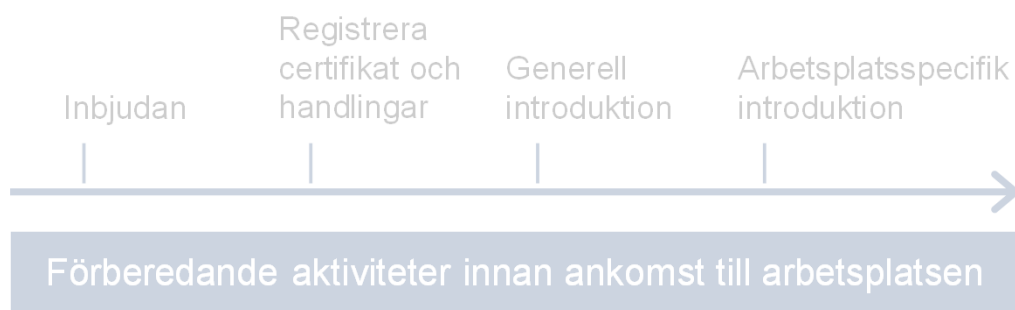 Inbjudan
Registrera
certifikat och
handlingar
Generell
introduktion
Arbetsplatsspecifik
introduktion
Förberedande aktiviteter innan ankomst till arbetsplatsen